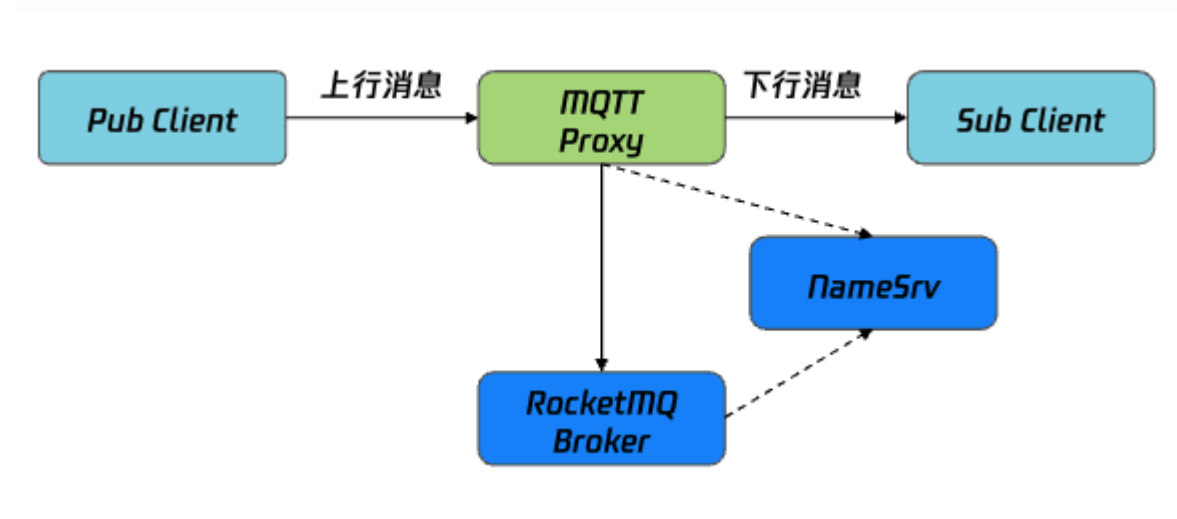 Pub Client
上行消息
MQTT
Proxy
下行消息
Sub Client
NameSrv
RocketMQ
Broker